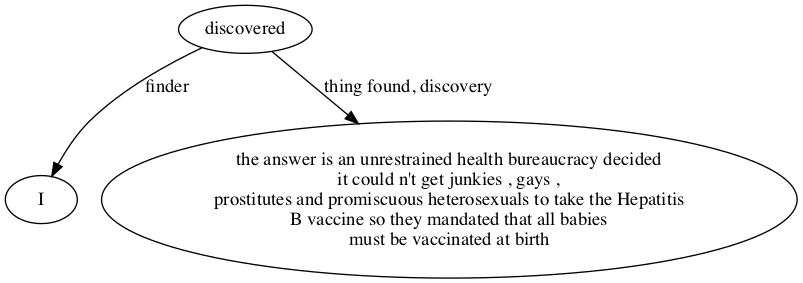 discovered
finder
thing found, discovery
I
the answer is an unrestrained health bureaucracy decided
it could n't get junkies , gays ,
prostitutes and promiscuous heterosexuals to take the Hepatitis
B vaccine so they mandated that all babies
must be vaccinated at birth